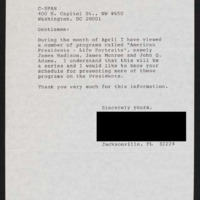 C-SPAN
400 N. Capitol St., NW #650
Washington, DC 20001
Gentlemen:
During the month of April I have viewed
a number of programs called "American
Presidents - Life Portraits", namely
James Madison, James Monroe and John Q.
Adams. I understand that this will be
a series and I would like to know your
schedule for presenting more of these
programs on the Presidents.
Thank you very much for this information.
Sincerely yours,
Jacksonville, FL 32224